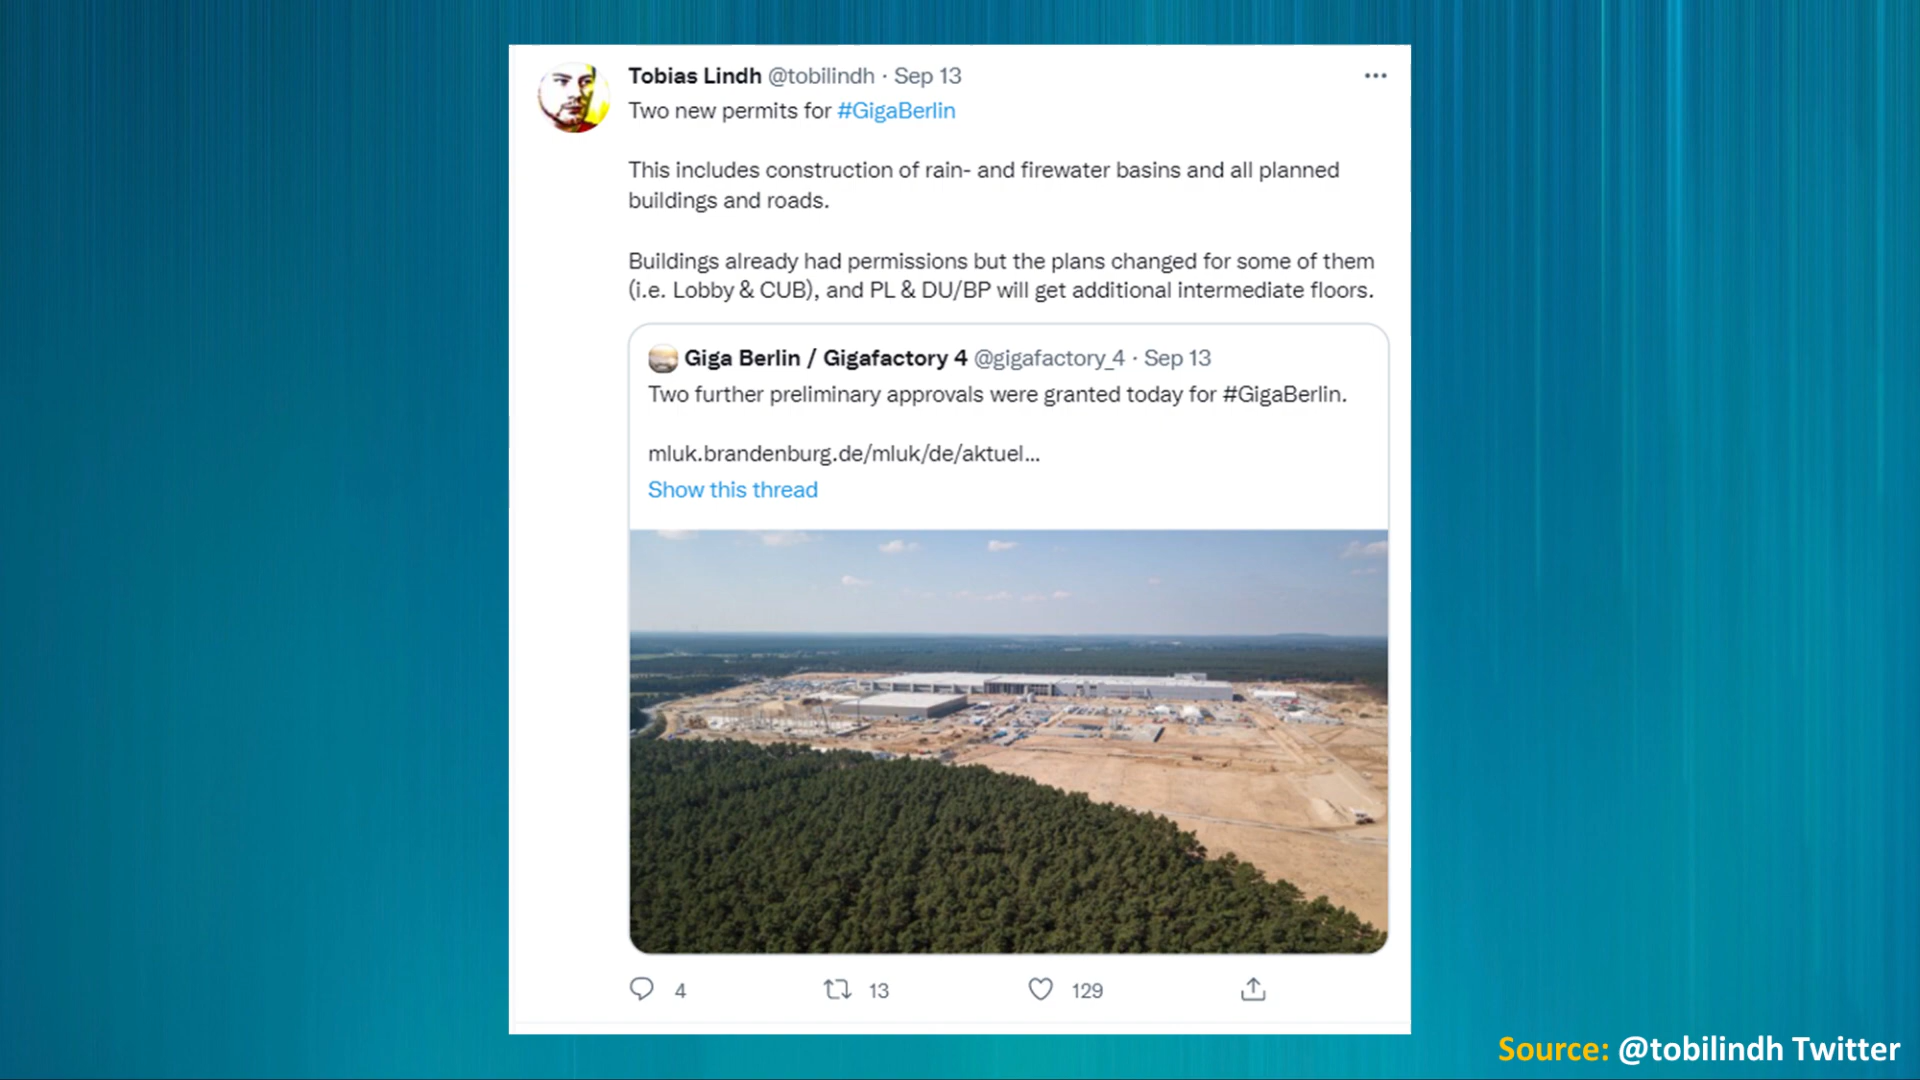 Tobias Lindh @tobilindh · Sep 13
Two new permits for #GigaBerlin
This includes construction of rain- and firewater basins and all planned
buildings and roads.
Buildings already had permissions but the plans changed for some of them
(i.e. Lobby & CUB), and PL & DU/BP will get additional intermediate floors.
Giga Berlin / Gigafactory 4 @gigafactory_4 · Sep 13
Two further preliminary approvals were granted today for #GigaBerlin.
mluk.brandenburg.de/mluk/de/aktuel...
Show this thread
4 13 129
Source: @tobilindh Twitter